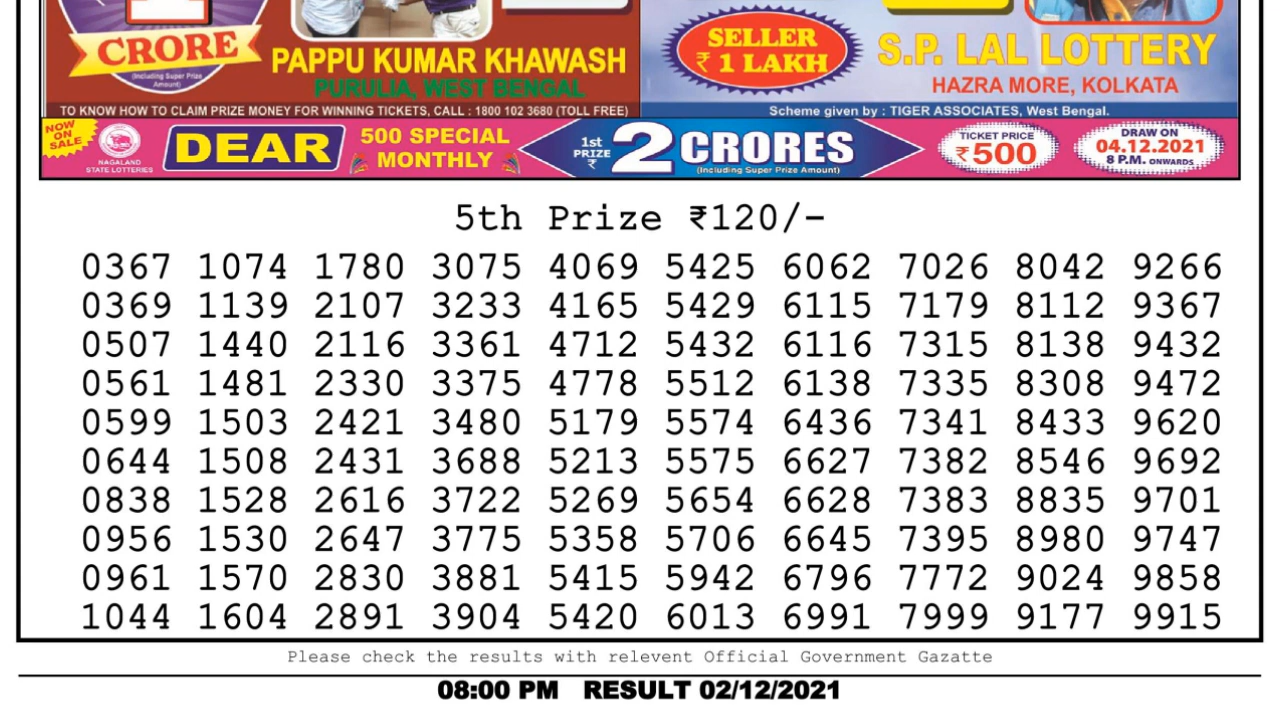 1
CRORE
(Including Super Prize
Amount)
PAPPU KUMAR KHAWASH
PURULIA, WEST BENGAL
SELLER
₹ 1 LAKH
S.P. LAL LOTTERY
HAZRA MORE, KOLKATA
TO KNOW HOW TO CLAIM PRIZE MONEY FOR WINNING TICKETS, CALL : 1800 102 3680 (TOLL FREE)
Scheme given by : TIGER ASSOCIATES, West Bengal.
NOW
ON
SALE
NAGALAND
STATE LOTTERIES
DEAR
500 SPECIAL
MONTHLY
1st
PRIZE
₹
2 CRORES
(Including Super Prize Amount)
TICKET PRICE
₹500
DRAW ON
04.12.2021
8 P.M. ONWARDS
5th Prize ₹120/-
0367 1074 1780 3075 4069 5425 6062 7026 8042 9266
0369 1139 2107 3233 4165 5429 6115 7179 8112 9367
0507 1440 2116 3361 4712 5432 6116 7315 8138 9432
0561 1481 2330 3375 4778 5512 6138 7335 8308 9472
0599 1503 2421 3480 5179 5574 6436 7341 8433 9620
0644 1508 2431 3688 5213 5575 6627 7382 8546 9692
0838 1528 2616 3722 5269 5654 6628 7383 8835 9701
0956 1530 2647 3775 5358 5706 6645 7395 8980 9747
0961 1570 2830 3881 5415 5942 6796 7772 9024 9858
1044 1604 2891 3904 5420 6013 6991 7999 9177 9915
Please check the results with relevent Official Government Gazatte
08:00 PM RESULT 02/12/2021